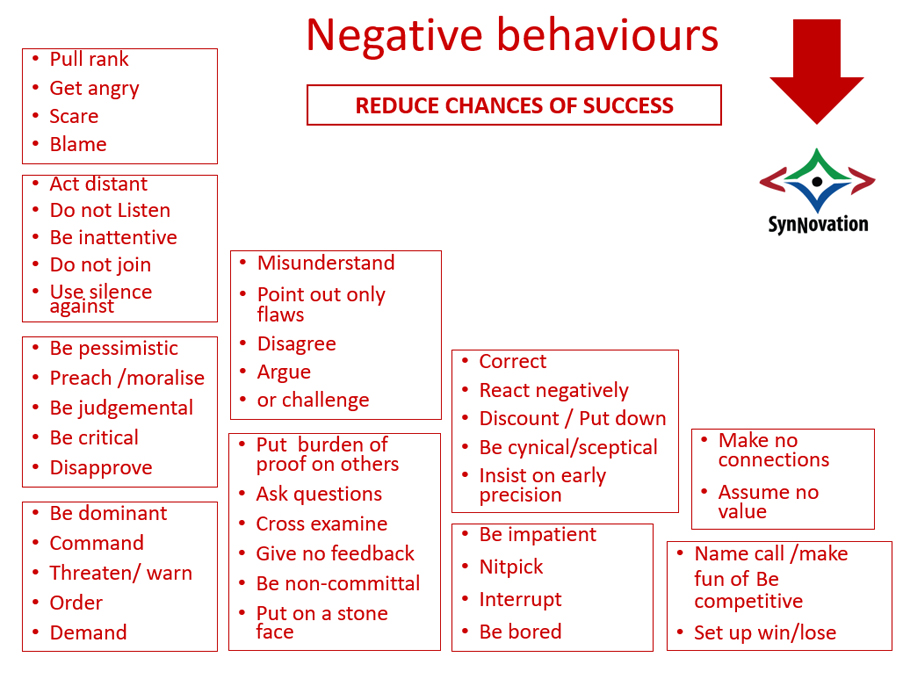 Negative behaviours
REDUCE CHANCES OF SUCCESS
SynNovation
• Pull rank
• Get angry
• Scare
• Blame
• Act distant
• Do not Listen
• Be inattentive
• Do not join
• Use silence
against
• Be pessimistic
• Preach /moralise
• Be judgemental
• Be critical
• Disapprove
• Be dominant
• Command
• Threaten/ warn
• Order
• Demand
• Misunderstand
• Point out only
flaws
• Disagree
• Argue
• or challenge
• Put burden of
proof on others
• Ask questions
• Cross examine
• Give no feedback
• Be non-committal
• Put on a stone
face
• Correct
• React negatively
• Discount / Put down
• Be cynical/sceptical
• Insist on early
precision
• Be impatient
• Nitpick
• Interrupt
• Be bored
• Make no
connections
• Assume no
value
• Name call /make
fun of Be
competitive
• Set up win/lose